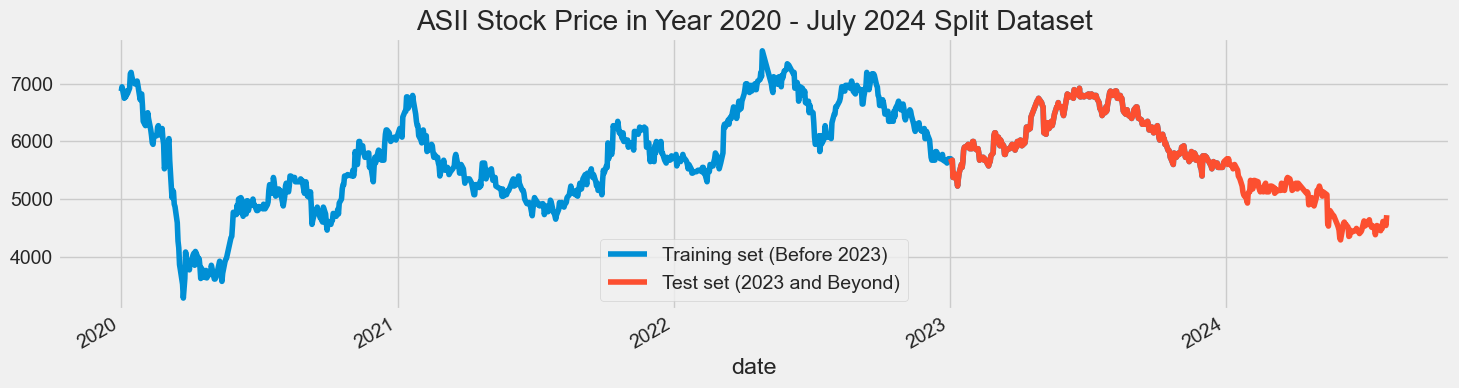 ASII Stock Price in Year 2020 - July 2024 Split Dataset
7000
6000
5000
4000
Training set (Before 2023)
Test set (2023 and Beyond)
2020
2021
2022
2023
2024
date